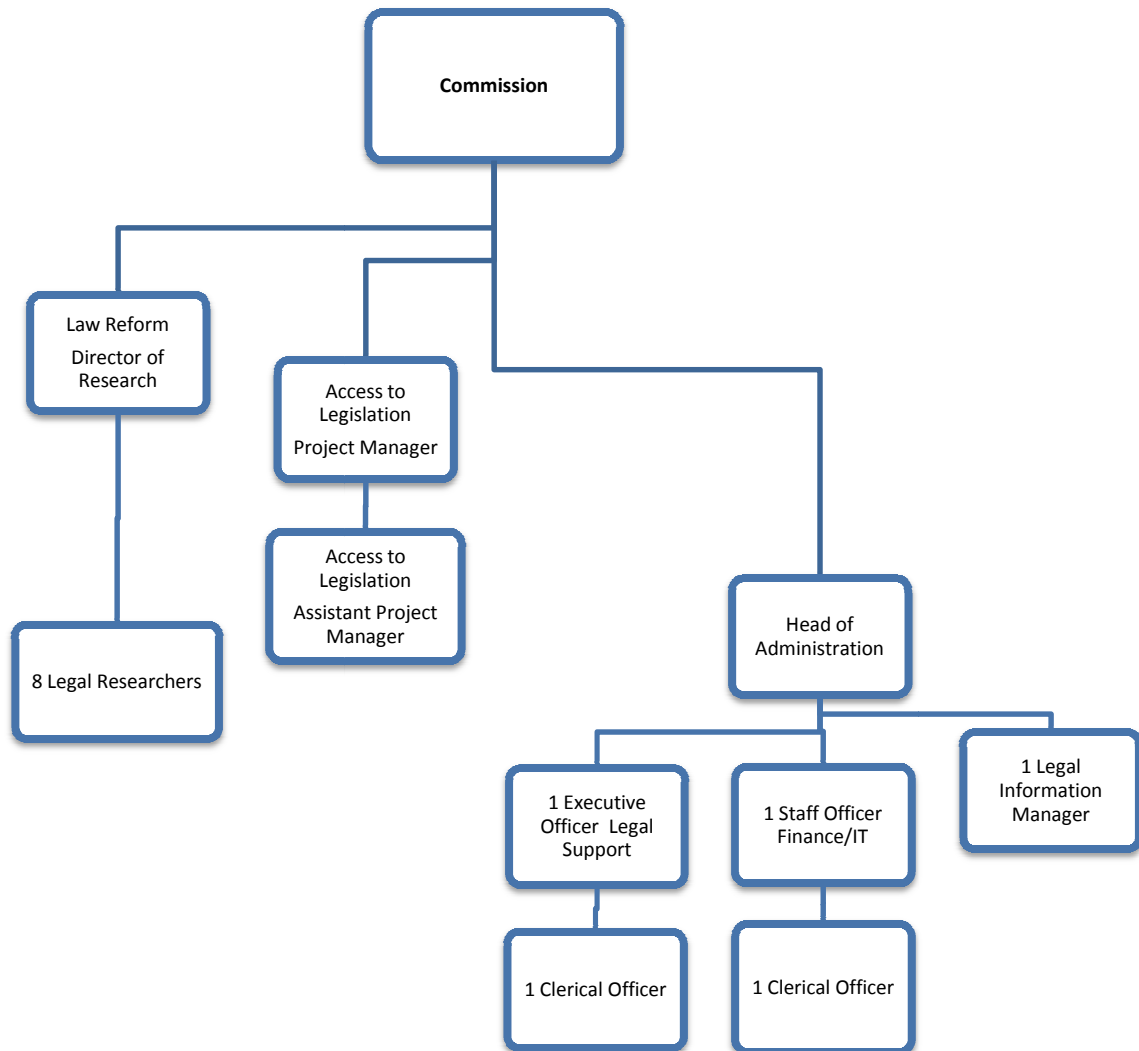 Commission
Law Reform
Director of
Research
Access to
Legislation
Project Manager
Access to
Legislation
Assistant Project
Manager
8 Legal Researchers
Head of
Administration
1 Executive
Officer  Legal
Support
1 Staff Officer
Finance/IT
1 Legal
Information
Manager
1 Clerical Officer
1 Clerical Officer